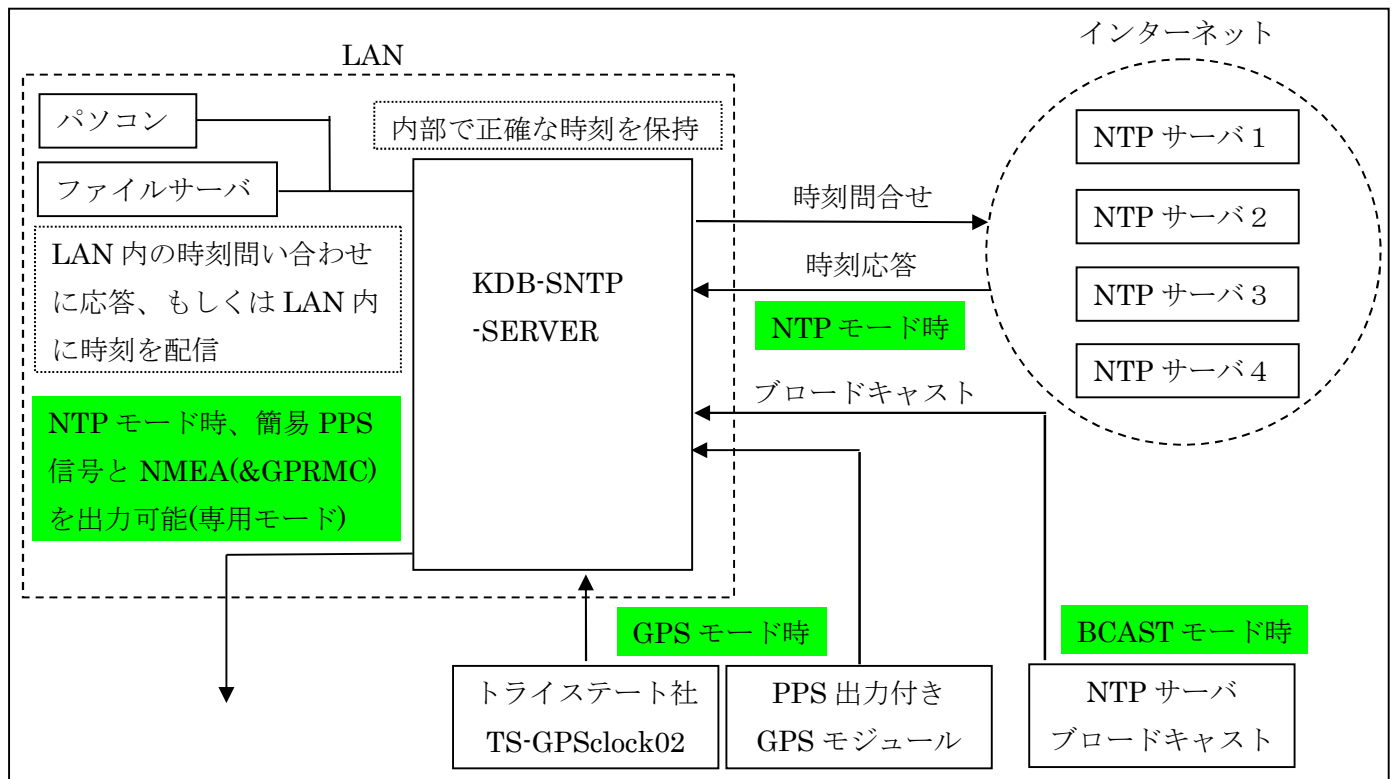 LAN
インターネット
パソコン
内部で正確な時刻を保持
ファイルサーバ
LAN 内の時刻問い合わせ
に応答、もしくは LAN 内
に時刻を配信
NTP モード時、簡易 PPS
信号と NMEA(&GPRMC)
を出力可能(専用モード)
KDB-SNTP
-SERVER
時刻問合せ
時刻応答
NTP モード時
ブロードキャスト
NTP サーバ１
NTP サーバ２
NTP サーバ３
NTP サーバ４
GPS モード時
BCAST モード時
トライステート社
TS-GPSclock02
PPS 出力付き
GPS モジュール
NTP サーバ
ブロードキャスト